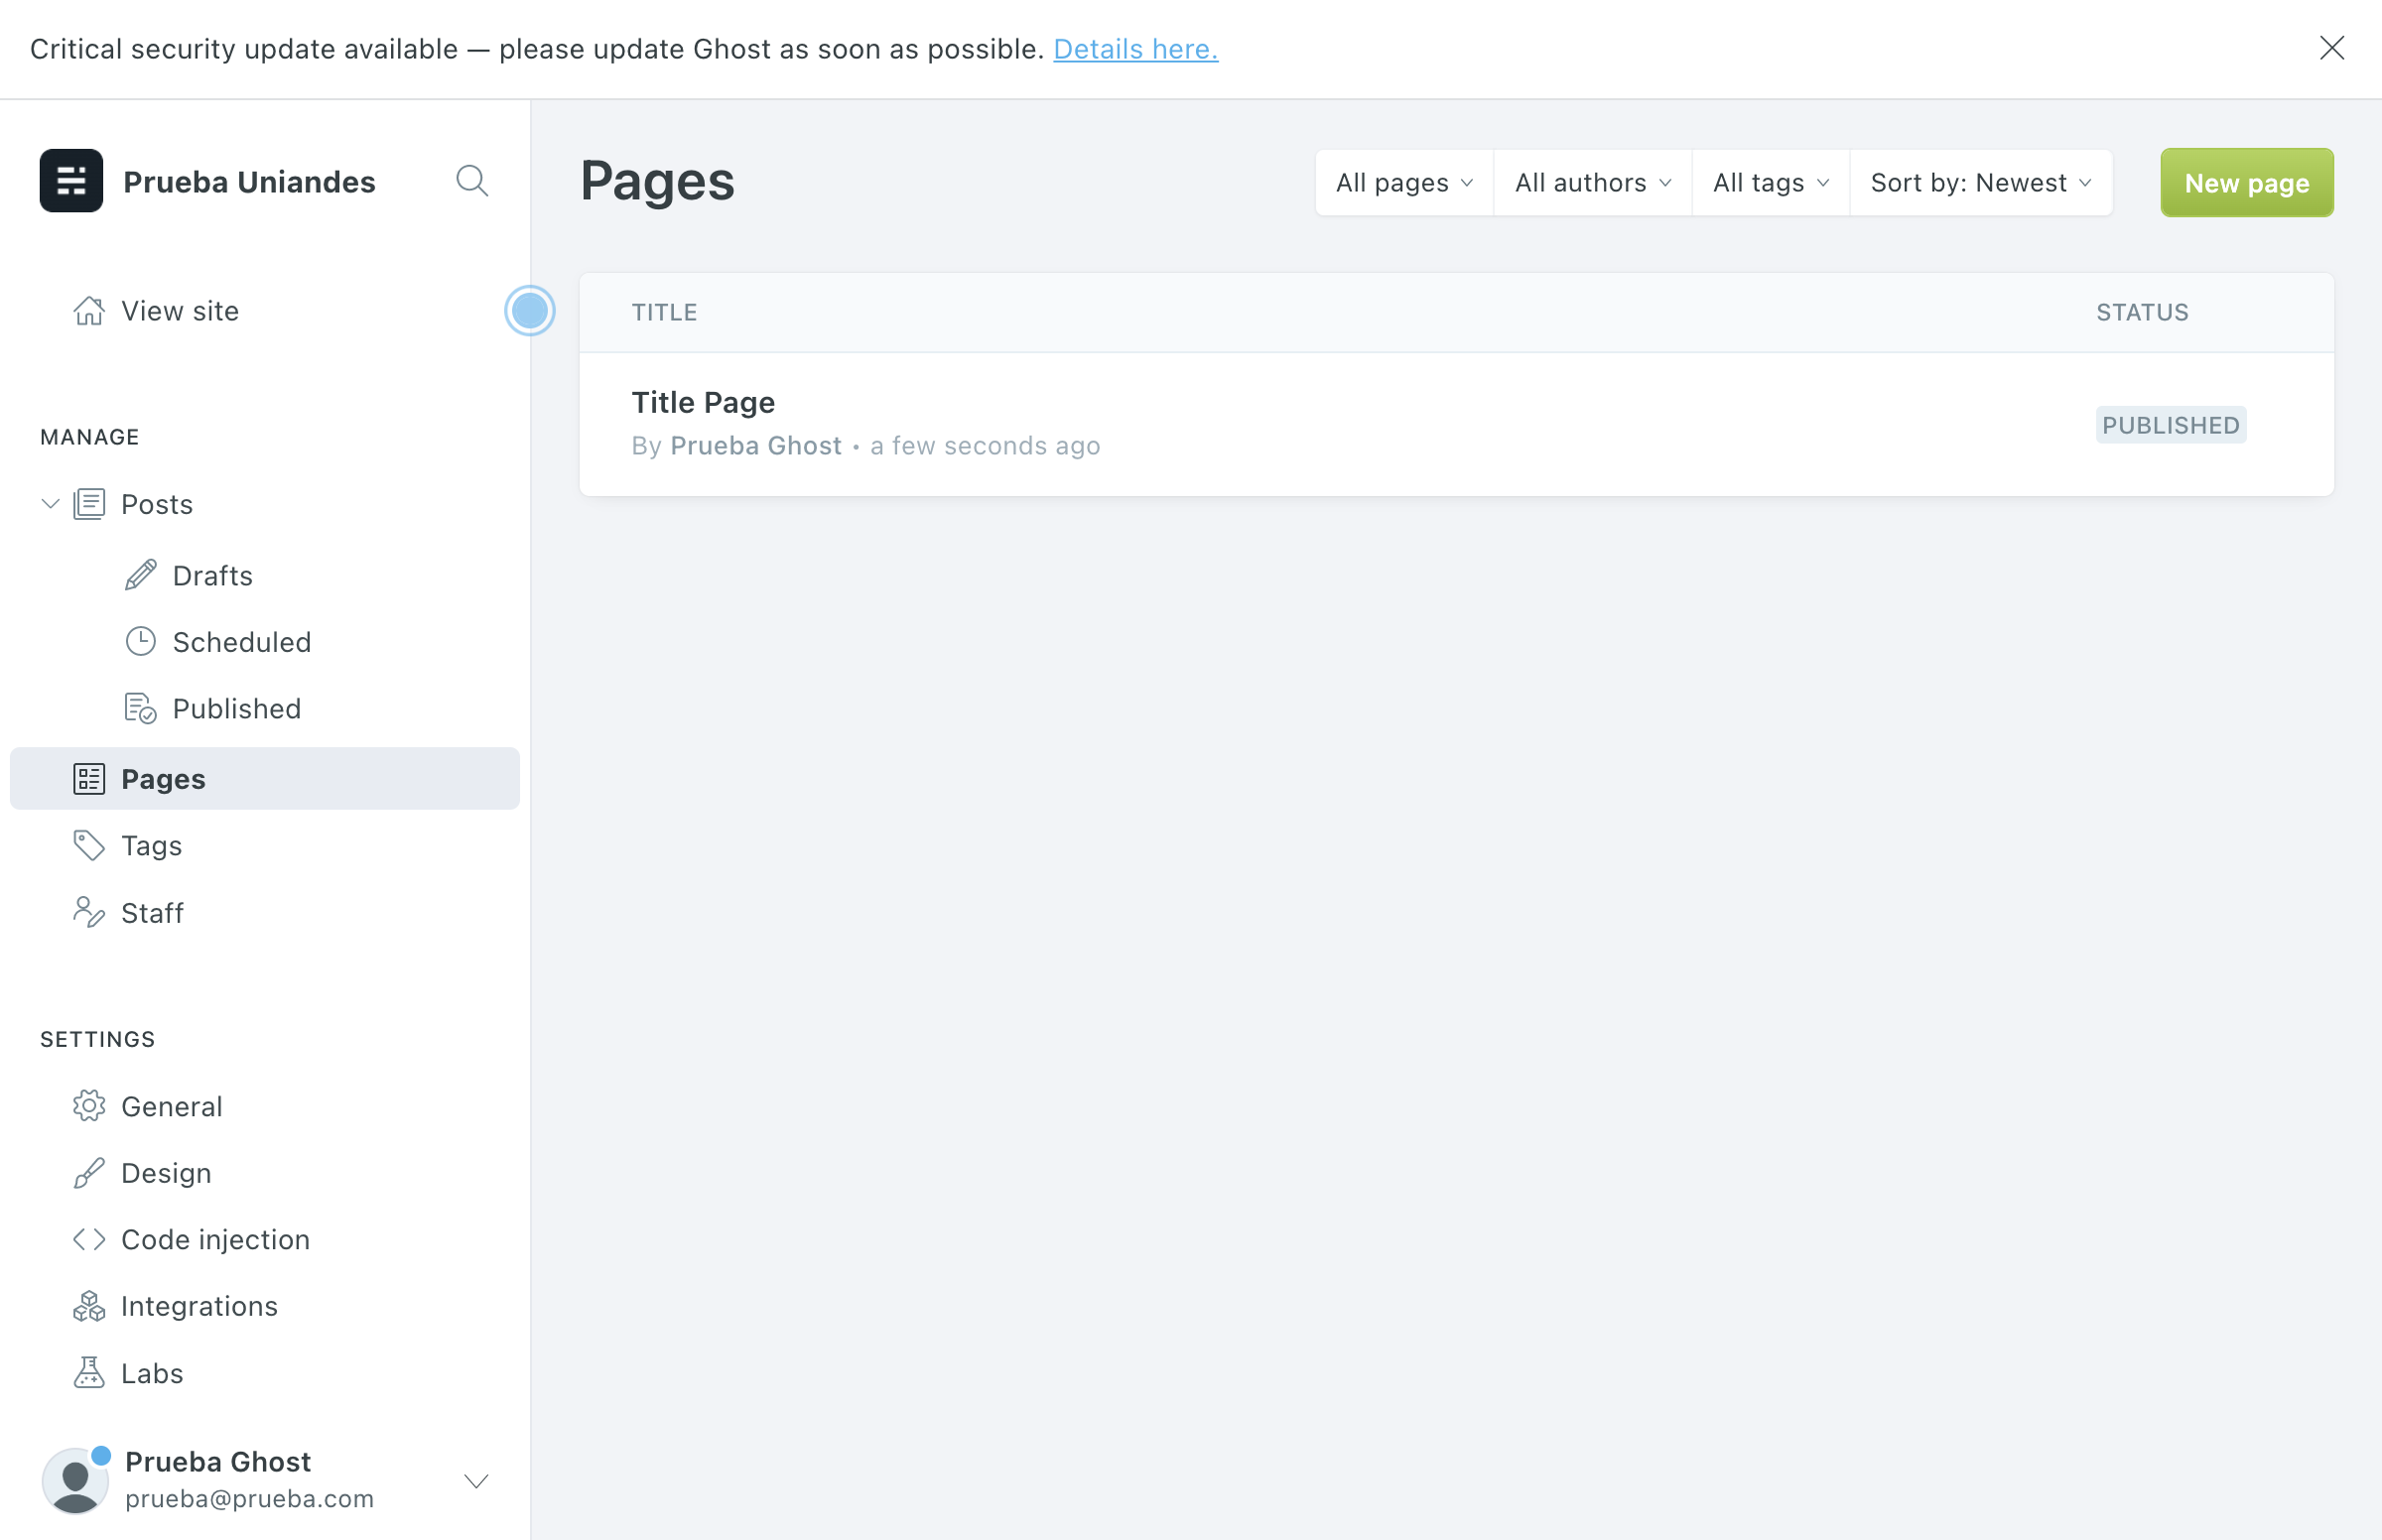 Critical security update available — please update Ghost as soon as possible. Details here.
Prueba Uniandes
View site
MANAGE
Posts
Drafts
Scheduled
Published
Pages
Tags
Staff
SETTINGS
General
Design
Code injection
Integrations
Labs
Prueba Ghost
prueba@prueba.com
Pages
All pages
All authors
All tags
Sort by: Newest
New page
TITLE
STATUS
Title Page
By Prueba Ghost • a few seconds ago
PUBLISHED